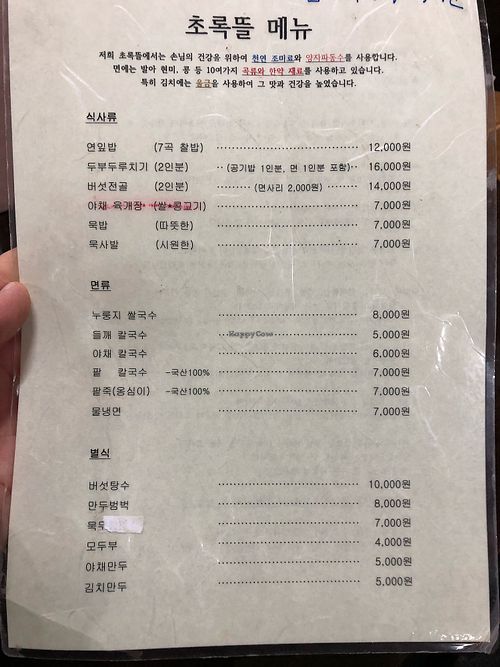 초록뜰 메뉴
저희 초록뜰에서는 손님의 건강을 위하여 천연 조미료와 양자파동수를 사용합니다.
면에는 발아 현미, 콩 등 10여가지 곡류와 한약 재료를 사용하고 있습니다.
특히 김치에는 울금을 사용하여 그 맛과 건강을 높였습니다.
식사류
연잎밥 (7곡 찰밥) 12,000원
두부두루치기 (2인분) (공기밥 1인분, 면 1인분 포함) 16,000원
버섯전골 (2인분) (면사리 2,000원) 14,000원
야채 육개장 (쌀*콩고기) 7,000원
묵밥 (따뜻한) 7,000원
묵사발 (시원한) 7,000원
면류
누룽지 쌀국수 8,000원
들깨 칼국수 HappyCow 5,000원
야채 칼국수 6,000원
팥 칼국수 -국산100% 7,000원
팥죽(옹심이) -국산100% 7,000원
물냉면 7,000원
별식
버섯탕수 10,000원
만두범벅 8,000원
묵 7,000원
모두부 4,000원
야채만두 5,000원
김치만두 5,000원